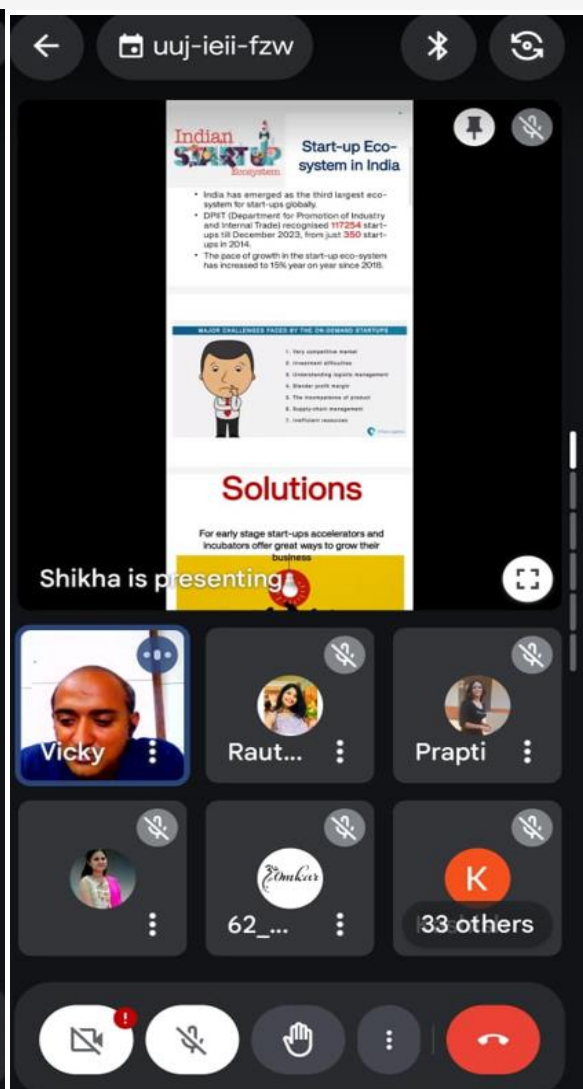 uuj-ieii-fzw
Indian
STARTUP
Ecosystem
Start-up Eco-
system in India
• India has emerged as the third largest eco-
system for start-ups globally.
• DPIIT (Department for Promotion of Industry
and Internal Trade) recognised 117254 start-
ups till December 2023, from just 350 start-
ups in 2014.
• The pace of growth in the start-up eco-system
has increased to 15% year on year since 2018.
MAJOR CHALLENGES FACED BY THE ON-DEMAND STARTUPS
1. Very competitive market
2. Investment difficulties
3. Understanding logistic management
4. Slender profit margin
5. The incompetence of product
6. Supply-chain management
7. Inefficient resources
Solutions
For early stage start-ups accelerators and
incubators offer great ways to grow their
business
Shikha is presenting
Vicky
Raut...
Prapti
Omkar
62_...
K
33 others
!